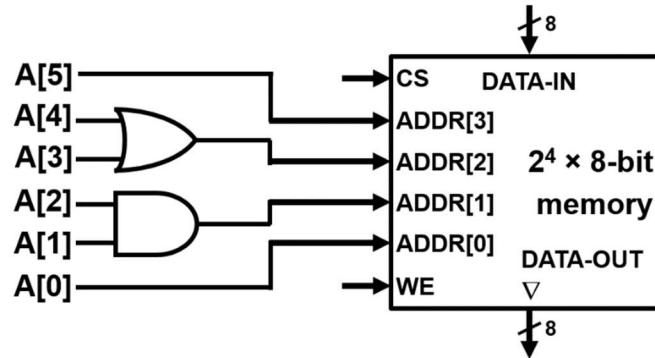 8
A[5]
CS
DATA-IN
A[4]
ADDR[3]
A[3]
ADDR[2]
2⁴ × 8-bit
A[2]
ADDR[1]
memory
A[1]
ADDR[0]
DATA-OUT
A[0]
WE
8